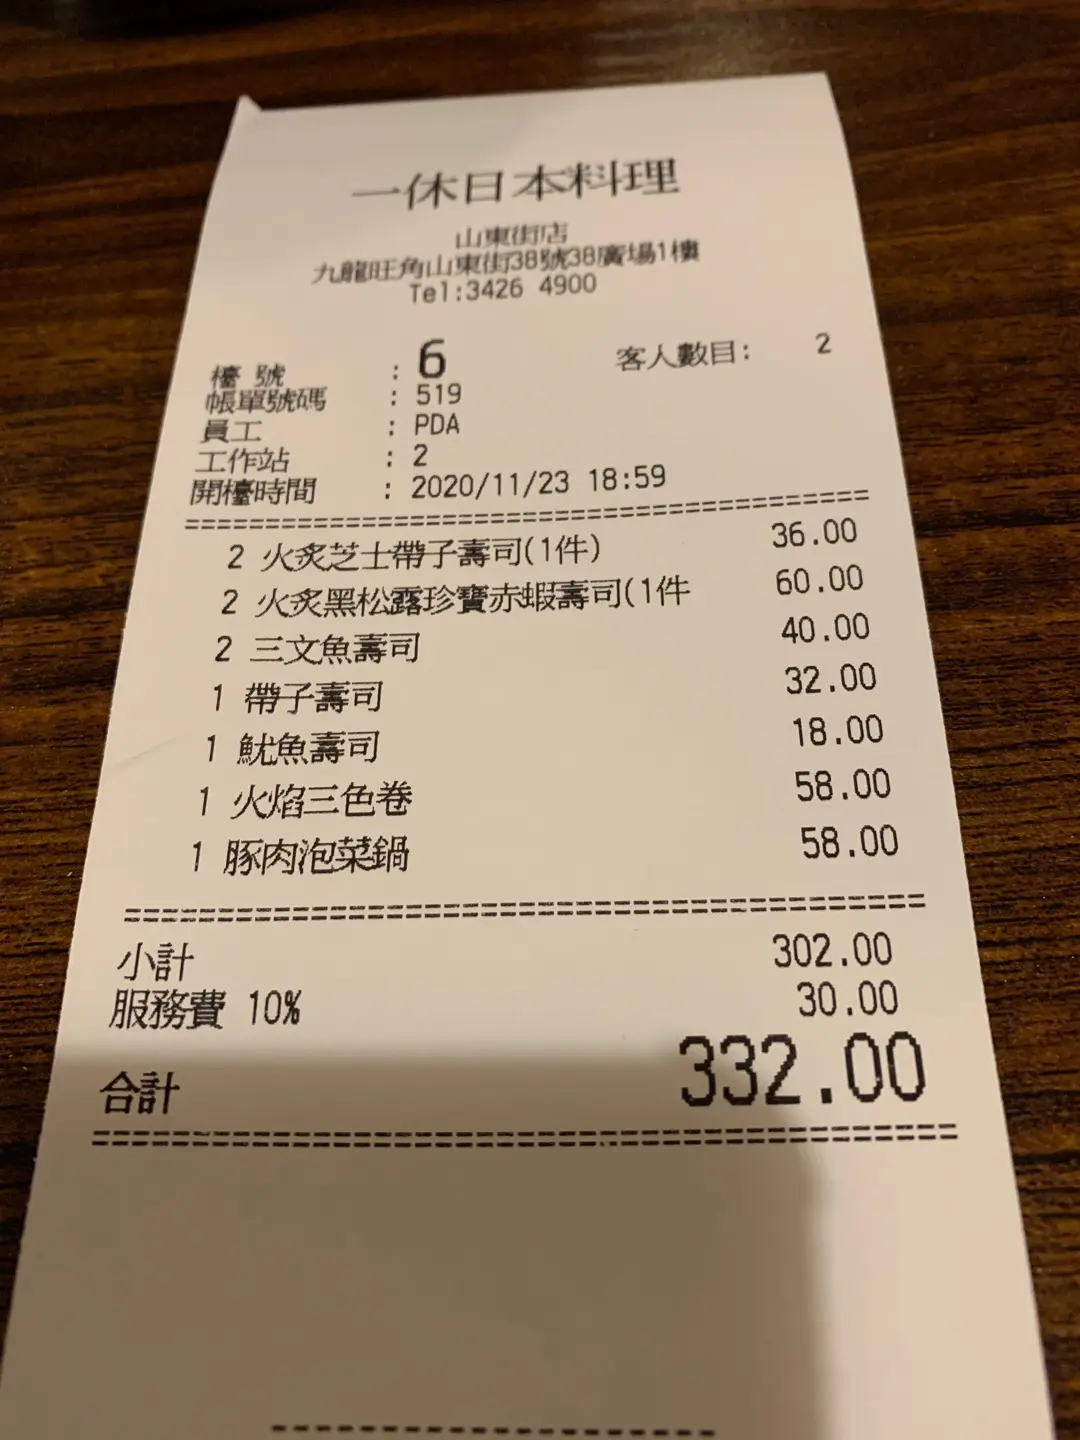 一休日本料理
山東街店
九龍旺角山東街38號38廣場1樓
Tel:3426 4900
檯 號 : 6 客人數目: 2
帳單號碼 : 519
員工 : PDA
工作站 : 2
開檯時間 : 2020/11/23 18:59
2 火炙芝士帶子壽司(1件) 36.00
2 火炙黑松露珍寶赤蝦壽司(1件 60.00
2 三文魚壽司 40.00
1 帶子壽司 32.00
1 魷魚壽司 18.00
1 火焰三色卷 58.00
1 豚肉泡菜鍋 58.00
小計 302.00
服務費 10% 30.00
合計 332.00